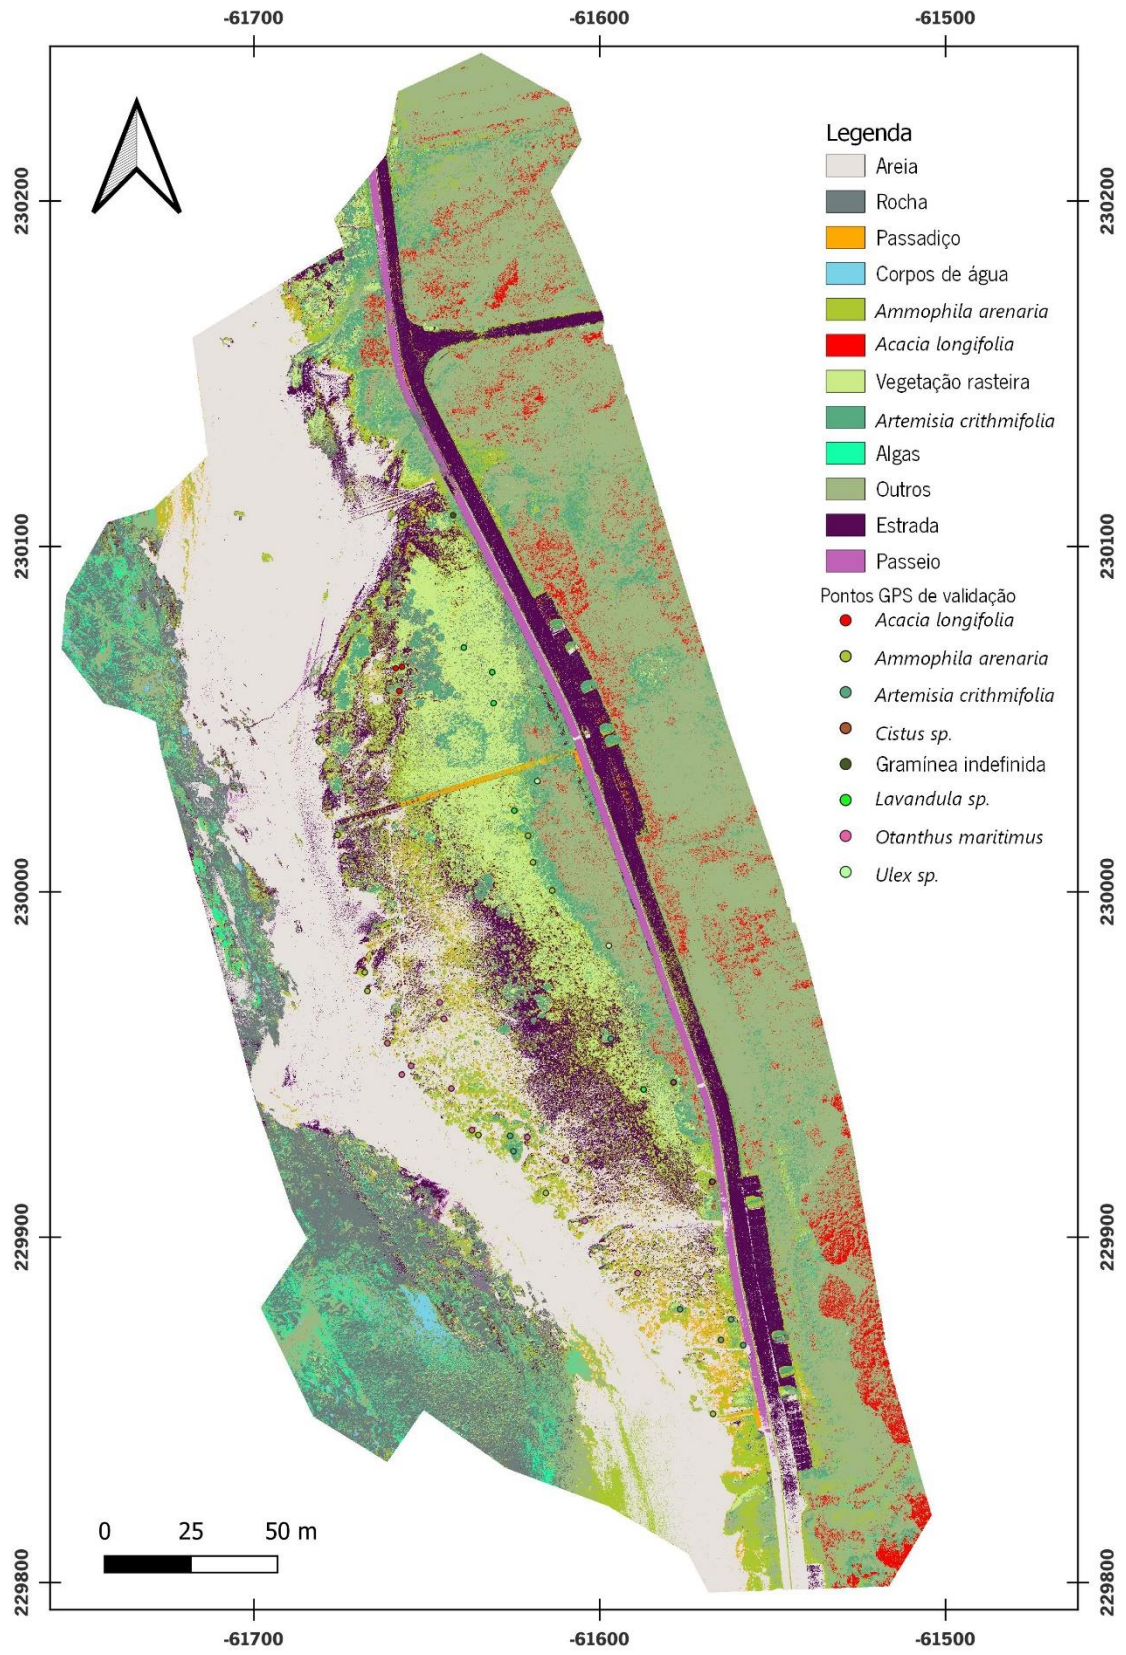 -61700 -61600 -61500
230200 230200
Legenda
Areia
Rocha
Passadiço
Corpos de água
Ammophila arenaria
Acacia longifolia
Vegetação rasteira
Artemisia crithmifolia
Algas
Outros
Estrada
Passeio
230100 230100
Pontos GPS de validação
Acacia longifolia
Ammophila arenaria
Artemisia crithmifolia
Cistus sp.
Gramínea indefinida
Lavandula sp.
Otanthus maritimus
Ulex sp.
230000 230000
229900 229900
0 25 50 m
229800 229800
-61700 -61600 -61500